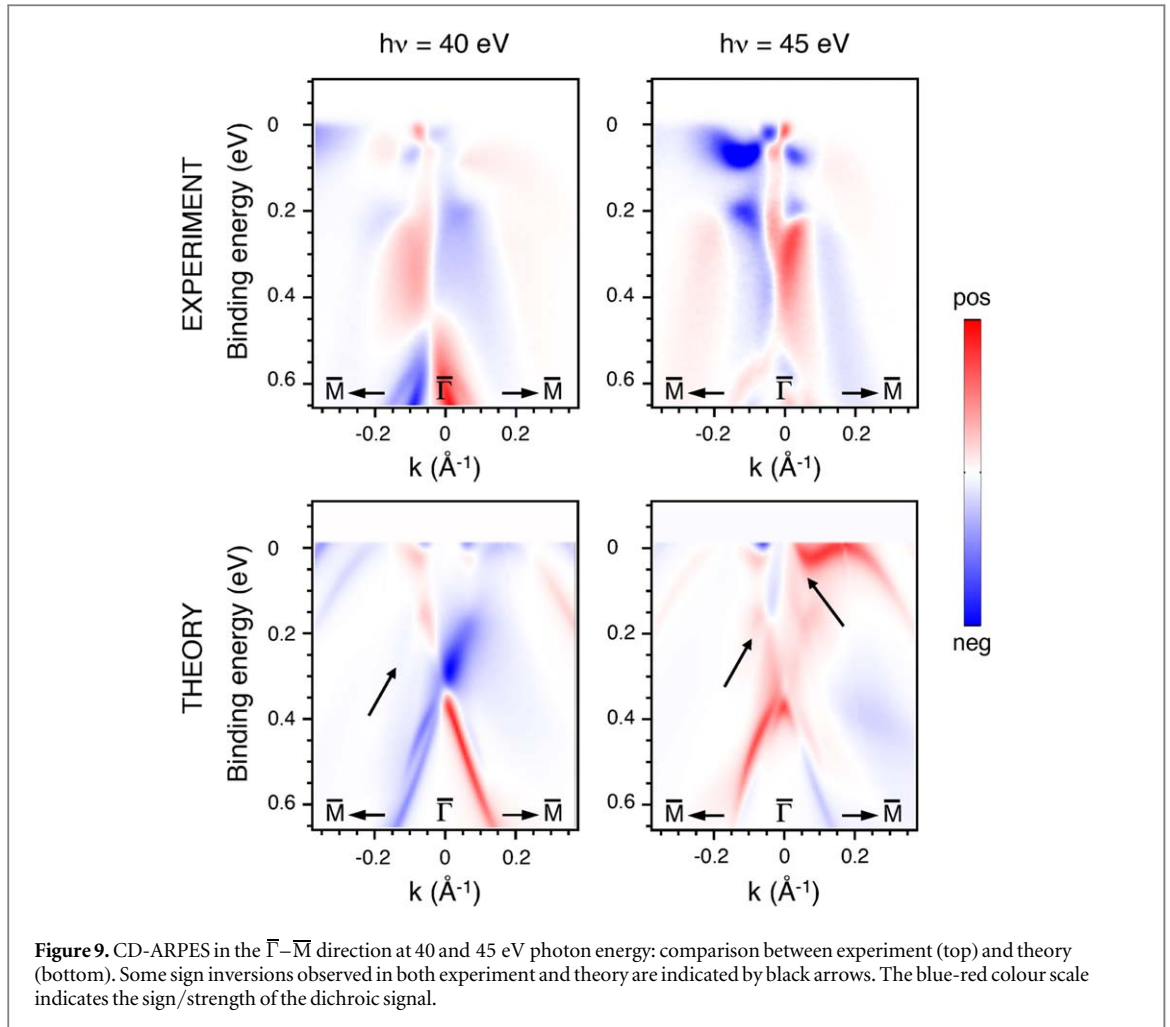 hν = 40 eV
hν = 45 eV
EXPERIMENT
Binding energy (eV)
0
0.2
0.4
0.6
M̅ Γ̅ M̅
-0.2 0 0.2
k (Å-1)
0
0.2
0.4
0.6
M̅ Γ̅ M̅
-0.2 0 0.2
k (Å-1)
pos
neg
THEORY
Binding energy (eV)
0
0.2
0.4
0.6
M̅ Γ̅ M̅
-0.2 0 0.2
k (Å-1)
0
0.2
0.4
0.6
M̅ Γ̅ M̅
-0.2 0 0.2
k (Å-1)
Figure 9. CD-ARPES in the Γ̅–M̅ direction at 40 and 45 eV photon energy: comparison between experiment (top) and theory
(bottom). Some sign inversions observed in both experiment and theory are indicated by black arrows. The blue-red colour scale
indicates the sign/strength of the dichroic signal.